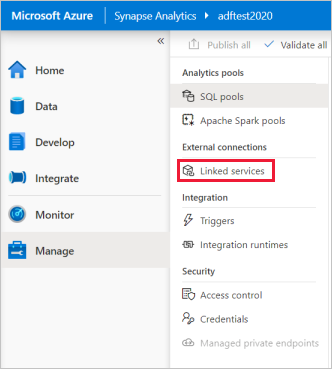 Microsoft Azure Synapse Analytics ▸ adftest2020
« Publish all Validate all
Home
Data
Develop
Integrate
Monitor
Manage
Analytics pools
SQL pools
Apache Spark pools
External connections
Linked services
Integration
Triggers
Integration runtimes
Security
Access control
Credentials
Managed private endpoints